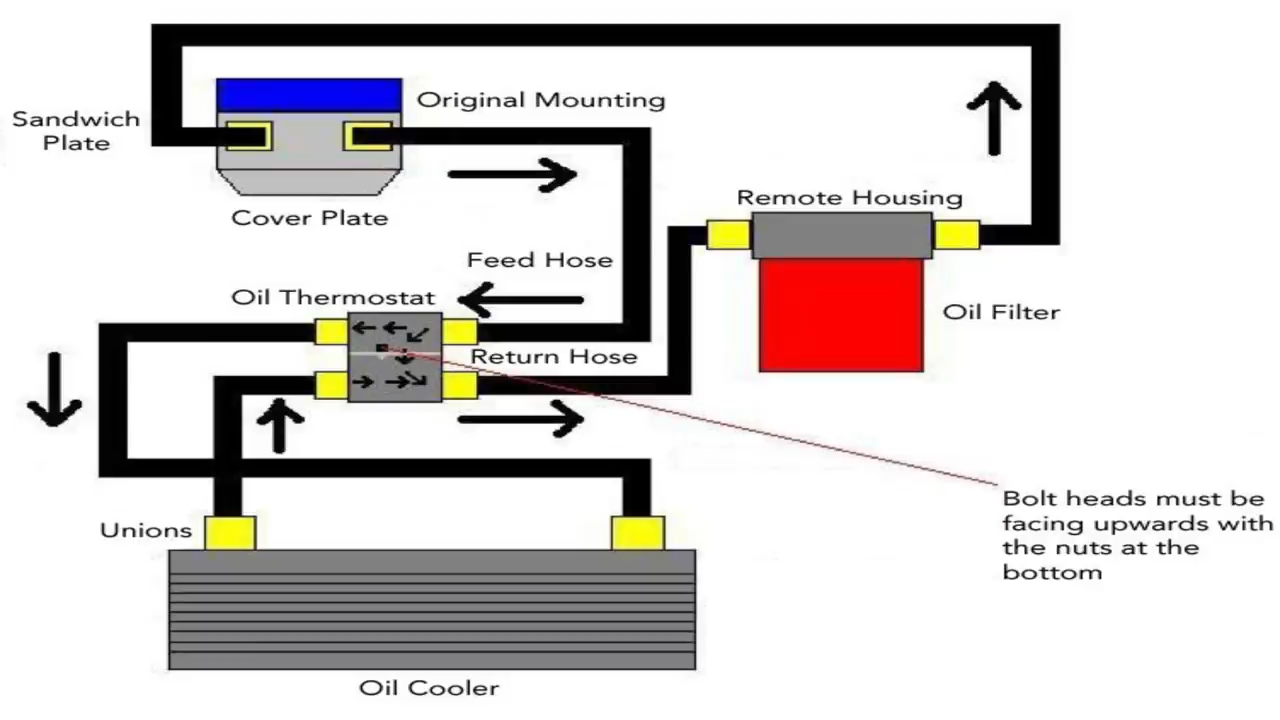 Original Mounting
Sandwich
Plate
Remote Housing
Cover Plate
Feed Hose
Oil Thermostat
Oil Filter
Return Hose
Bolt heads must be
facing upwards with
the nuts at the
bottom
Unions
Oil Cooler